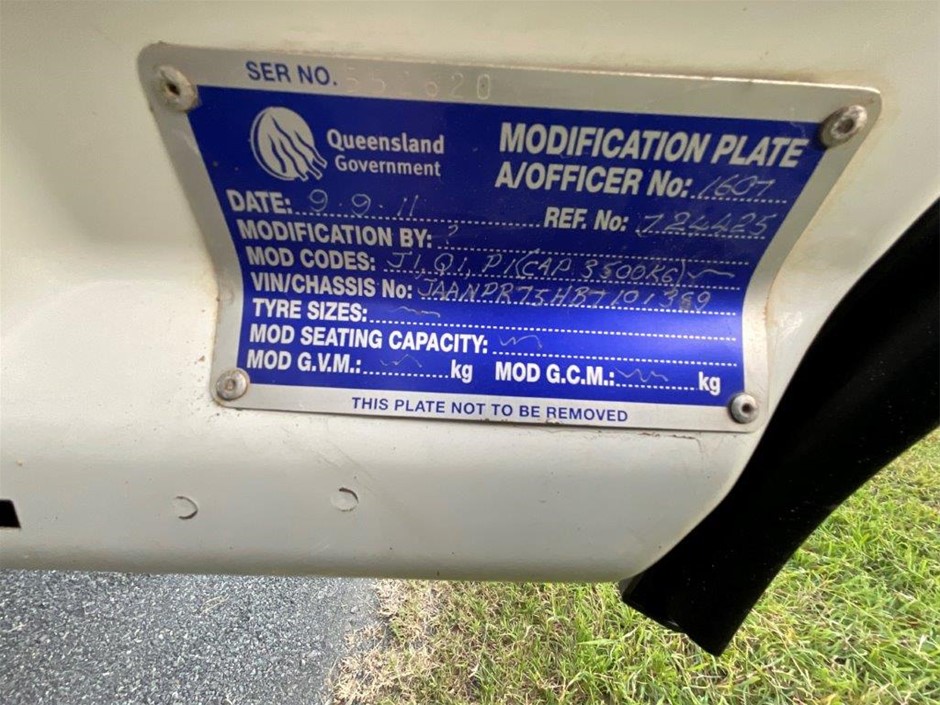 SER NO.
Queensland
Government
MODIFICATION PLATE
A/OFFICER No: 1607
DATE: 9.9.11
REF. No: 724425
MODIFICATION BY: ?
MOD CODES: J1, Q1, P1 (CAP 3500KG)
VIN/CHASSIS No: JAANPR75HB7101389
TYRE SIZES:
MOD SEATING CAPACITY:
MOD G.V.M.: kg MOD G.C.M.: kg
THIS PLATE NOT TO BE REMOVED